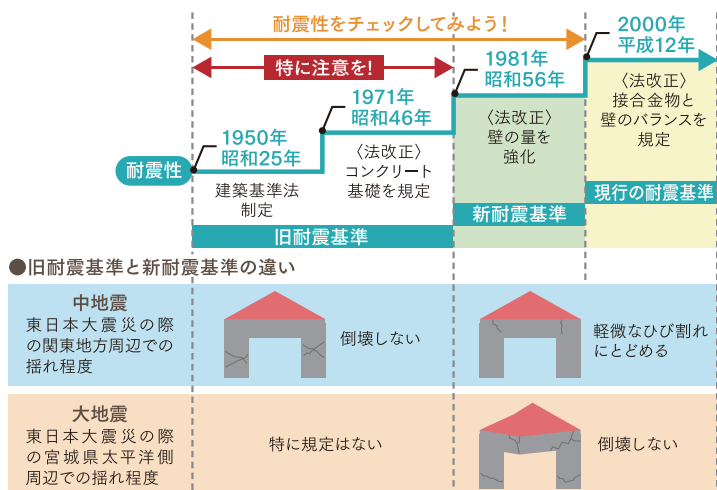 耐震性をチェックしてみよう!
特に注意を!
2000年
平成12年
1981年
昭和56年
1971年
昭和46年
1950年
昭和25年
耐震性
建築基準法
制定
〈法改正〉
コンクリート
基礎を規定
〈法改正〉
壁の量を
強化
〈法改正〉
接合金物と
壁のバランスを
規定
旧耐震基準
新耐震基準
現行の耐震基準
●旧耐震基準と新耐震基準の違い
中地震
東日本大震災の際
の関東地方周辺での
揺れ程度
倒壊しない
軽微なひび割れ
にとどめる
大地震
東日本大震災の際
の宮城県太平洋側
周辺での揺れ程度
特に規定はない
倒壊しない